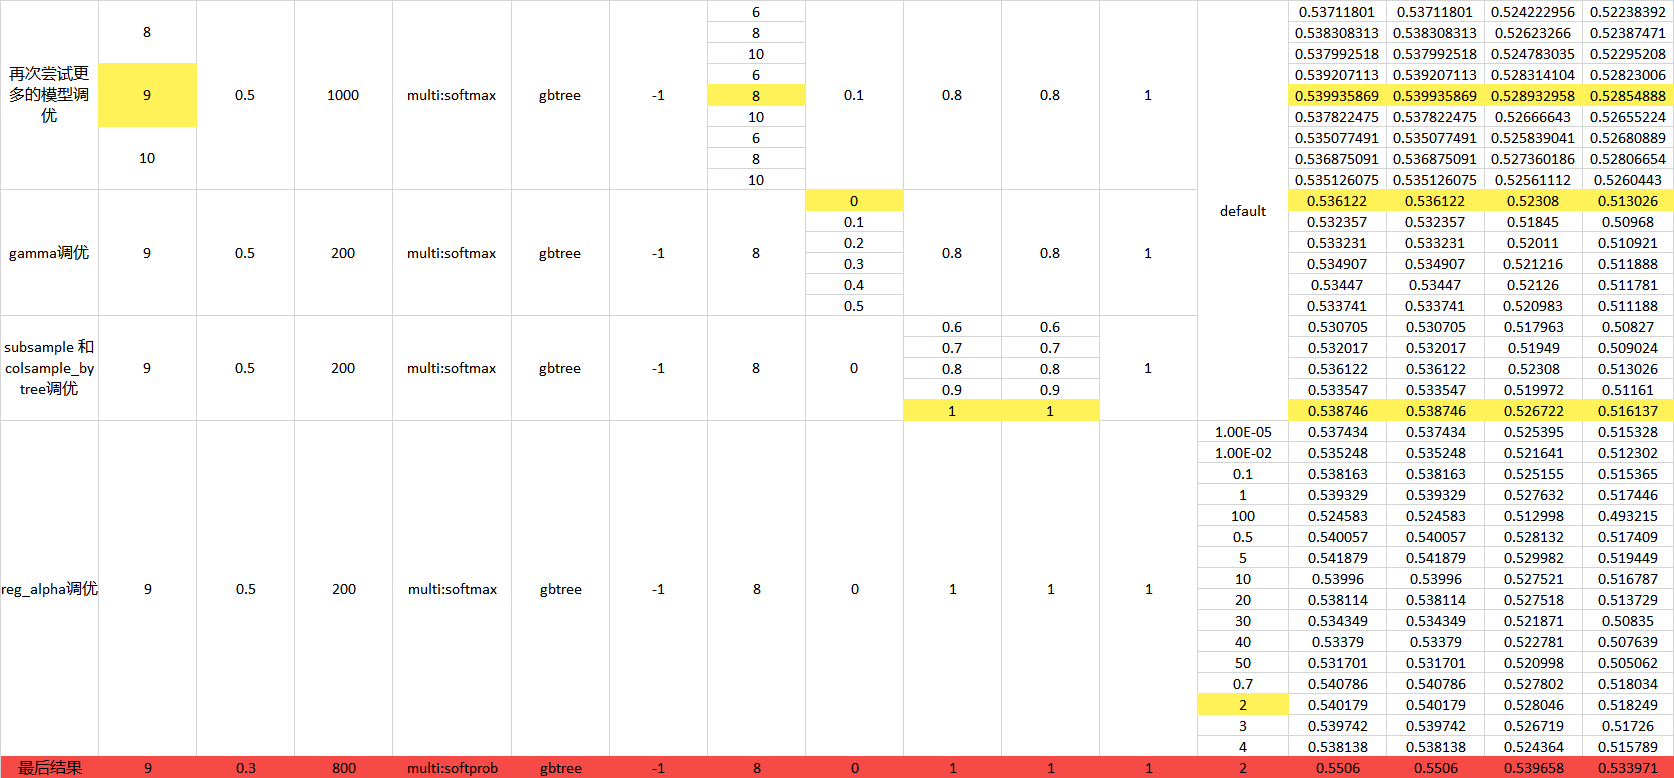 再次尝试更
多的模型调
优
8
9
10
0.5
1000
multi:softmax
gbtree
-1
6
8
10
6
8
10
6
8
10
0.1
0.8
0.8
1
default
0.53711801 0.53711801 0.524222956 0.52238392
0.538308313 0.538308313 0.52623266 0.52387471
0.537992518 0.537992518 0.524783035 0.52295208
0.539207113 0.539207113 0.528314104 0.52823006
0.539935869 0.539935869 0.528932958 0.52854888
0.537822475 0.537822475 0.52666643 0.52655224
0.535077491 0.535077491 0.525839041 0.52680889
0.536875091 0.536875091 0.527360186 0.52806654
0.535126075 0.535126075 0.52561112 0.5260443
gamma调优
9
0.5
200
multi:softmax
gbtree
-1
8
0
0.1
0.2
0.3
0.4
0.5
0.8
0.8
1
0.536122 0.536122 0.52308 0.513026
0.532357 0.532357 0.51845 0.50968
0.533231 0.533231 0.52011 0.510921
0.534907 0.534907 0.521216 0.511888
0.53447 0.53447 0.52126 0.511781
0.533741 0.533741 0.520983 0.511188
subsample 和
colsample_by
tree调优
9
0.5
200
multi:softmax
gbtree
-1
8
0
0.6 0.6
0.7 0.7
0.8 0.8
0.9 0.9
1 1
1
0.530705 0.530705 0.517963 0.50827
0.532017 0.532017 0.51949 0.509024
0.536122 0.536122 0.52308 0.513026
0.533547 0.533547 0.519972 0.51161
0.538746 0.538746 0.526722 0.516137
reg_alpha调优
9
0.5
200
multi:softmax
gbtree
-1
8
0
1
1
1
1.00E-05 0.537434 0.537434 0.525395 0.515328
1.00E-02 0.535248 0.535248 0.521641 0.512302
0.1 0.538163 0.538163 0.525155 0.515365
1 0.539329 0.539329 0.527632 0.517446
100 0.524583 0.524583 0.512998 0.493215
0.5 0.540057 0.540057 0.528132 0.517409
5 0.541879 0.541879 0.529982 0.519449
10 0.53996 0.53996 0.527521 0.516787
20 0.538114 0.538114 0.527518 0.513729
30 0.534349 0.534349 0.521871 0.50835
40 0.53379 0.53379 0.522781 0.507639
50 0.531701 0.531701 0.520998 0.505062
0.7 0.540786 0.540786 0.527802 0.518034
2 0.540179 0.540179 0.528046 0.518249
3 0.539742 0.539742 0.526719 0.51726
4 0.538138 0.538138 0.524364 0.515789
最后结果 9 0.3 800 multi:softprob gbtree -1 8 0 1 1 1 2 0.5506 0.5506 0.539658 0.533971